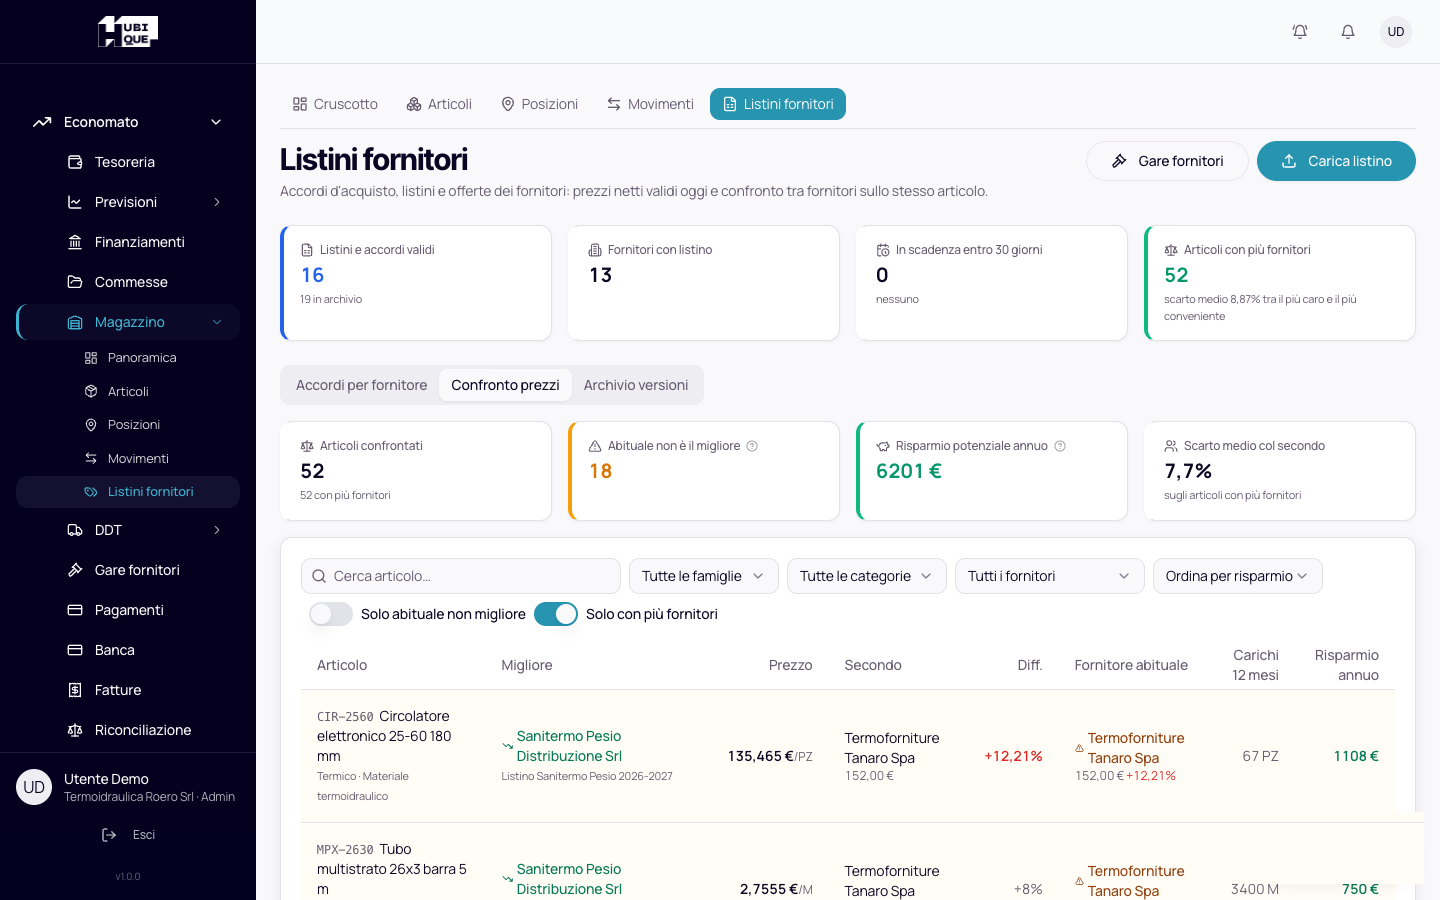 UBI
QUE
UD
Economato
Tesoreria
Previsioni
Finanziamenti
Commesse
Magazzino
Panoramica
Articoli
Posizioni
Movimenti
Listini fornitori
DDT
Gare fornitori
Pagamenti
Banca
Fatture
Riconciliazione
UD
Utente Demo
Termoidraulica Roero Srl · Admin
Esci
v1.0.0
Cruscotto
Articoli
Posizioni
Movimenti
Listini fornitori
Listini fornitori
Accordi d'acquisto, listini e offerte dei fornitori: prezzi netti validi oggi e confronto tra fornitori sullo stesso articolo.
Gare fornitori
Carica listino
Listini e accordi validi
16
19 in archivio
Fornitori con listino
13
In scadenza entro 30 giorni
0
nessuno
Articoli con più fornitori
52
scarto medio 8,87% tra il più caro e il più
conveniente
Accordi per fornitore
Confronto prezzi
Archivio versioni
Articoli confrontati
52
52 con più fornitori
Abituale non è il migliore
18
Risparmio potenziale annuo
6201 €
Scarto medio col secondo
7,7%
sugli articoli con più fornitori
Cerca articolo...
Tutte le famiglie
Tutte le categorie
Tutti i fornitori
Ordina per risparmio
Solo abituale non migliore
Solo con più fornitori
Articolo
Migliore
Prezzo
Secondo
Diff.
Fornitore abituale
Carichi
12 mesi
Risparmio
annuo
CIR-2560 Circolatore
elettronico 25-60 180
mm
Termico · Materiale
termoidraulico
Sanitermo Pesio
Distribuzione Srl
Listino Sanitermo Pesio 2026-2027
135,465 €/PZ
Termoforniture
Tanaro Spa
152,00 €
+12,21%
Termoforniture
Tanaro Spa
152,00 € +12,21%
67 PZ
1108 €
MPX-2630 Tubo
multistrato 26x3 barra 5
m
Sanitermo Pesio
Distribuzione Srl
2,7555 €/M
Termoforniture
Tanaro Spa
+8%
Termoforniture
Tanaro Spa
3400 M
750 €